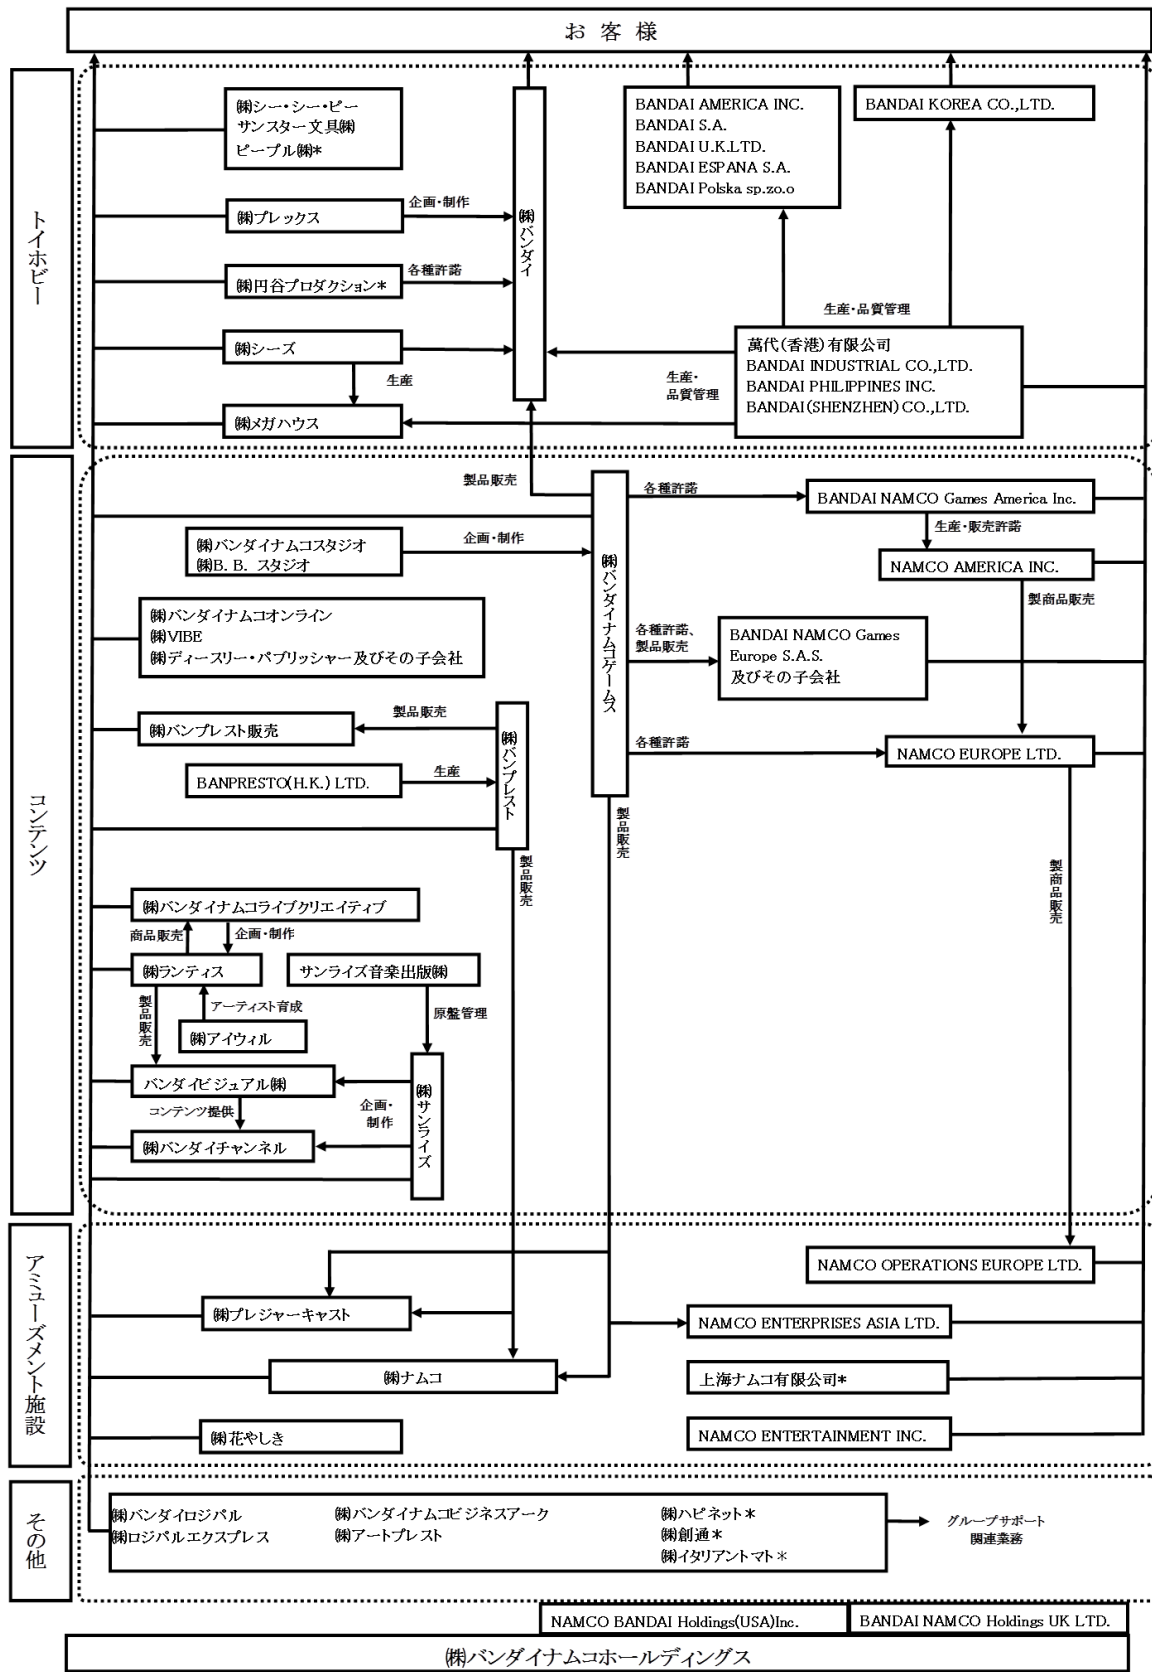 お客様
トイホビー
㈱シー・シー・ピー
サンスター文具㈱
ピープル㈱*
㈱プレックス
企画・制作
㈱円谷プロダクション*
各種許諾
㈱シーズ
生産
㈱メガハウス
㈱バンダイ
BANDAI AMERICA INC.
BANDAI S.A.
BANDAI U.K.LTD.
BANDAI ESPANA S.A.
BANDAI Polska sp.zo.o
BANDAI KOREA CO.,LTD.
生産・品質管理
生産・
品質管理
萬代(香港)有限公司
BANDAI INDUSTRIAL CO.,LTD.
BANDAI PHILIPPINES INC.
BANDAI(SHENZHEN) CO.,LTD.
コンテンツ
製品販売
㈱バンダイナムコスタジオ
㈱B.B.スタジオ
企画・制作
㈱バンダイナムコオンライン
㈱VIBE
㈱ディースリー・パブリッシャー及びその子会社
㈱バンダイナムコゲームス
各種許諾
BANDAI NAMCO Games America Inc.
生産・販売許諾
NAMCO AMERICA INC.
製商品販売
各種許諾、
製品販売
BANDAI NAMCO Games
Europe S.A.S.
及びその子会社
各種許諾
NAMCO EUROPE LTD.
㈱バンプレスト販売
製品販売
㈱バンプレスト
BANPRESTO(H.K.) LTD.
生産
製品販売
製品販売
製商品販売
㈱バンダイナムコライブクリエイティブ
商品販売
企画・制作
㈱ランティス
サンライズ音楽出版㈱
製品販売
アーティスト育成
原盤管理
㈱アイウィル
バンダイビジュアル㈱
コンテンツ提供
企画・
制作
㈱サンライズ
㈱バンダイチャンネル
アミューズメント施設
NAMCO OPERATIONS EUROPE LTD.
㈱プレジャーキャスト
NAMCO ENTERPRISES ASIA LTD.
㈱ナムコ
上海ナムコ有限公司*
㈱花やしき
NAMCO ENTERTAINMENT INC.
その他
㈱バンダイロジパル
㈱ロジパルエクスプレス
㈱バンダイナムコビジネスアーク
㈱アートプレスト
㈱ハピネット*
㈱創通*
㈱イタリアントマト*
グループサポート
関連業務
NAMCO BANDAI Holdings(USA)Inc.
BANDAI NAMCO Holdings UK LTD.
㈱バンダイナムコホールディングス